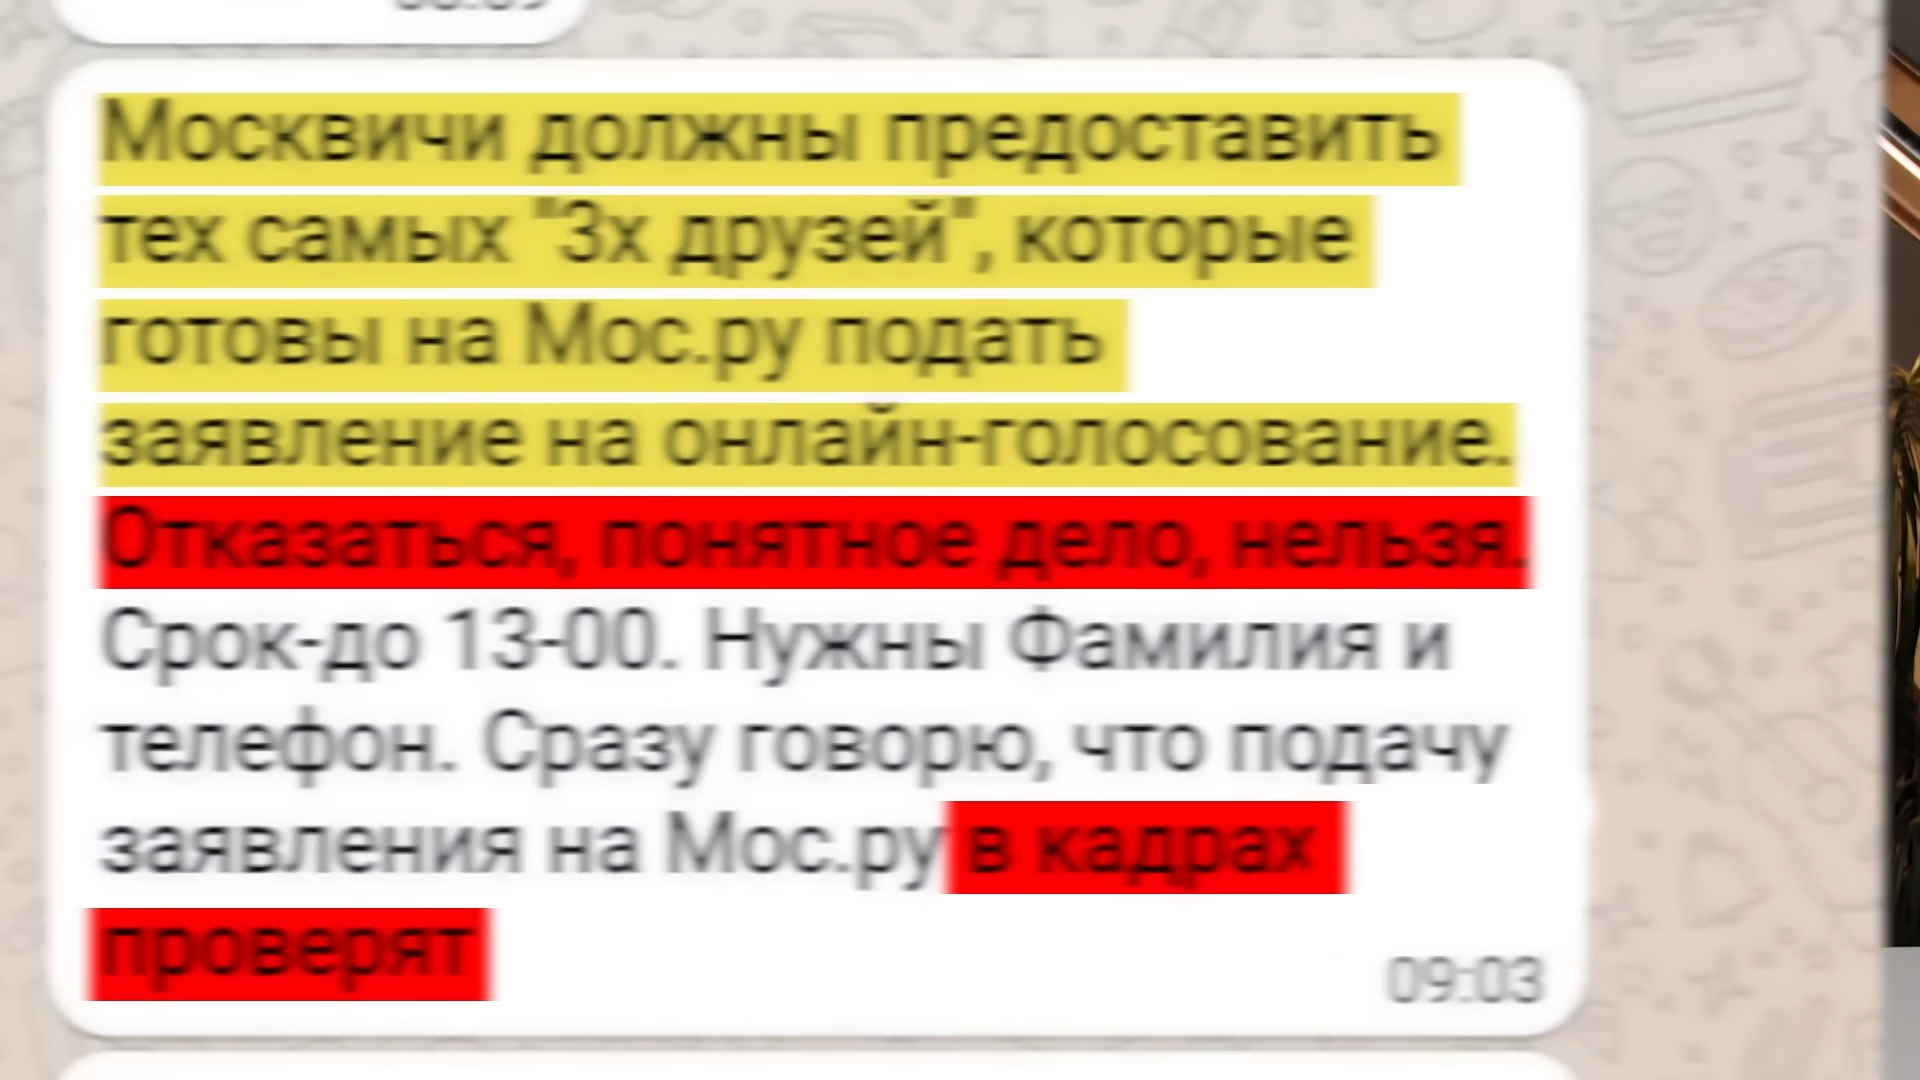 Москвичи должны предоставить
тех самых "3х друзей", которые
готовы на Мос.ру подать
заявление на онлайн-голосование.
Отказаться, понятное дело, нельзя.
Срок-до 13-00. Нужны Фамилия и
телефон. Сразу говорю, что подачу
заявления на Мос.ру в кадрах
проверят
09:03